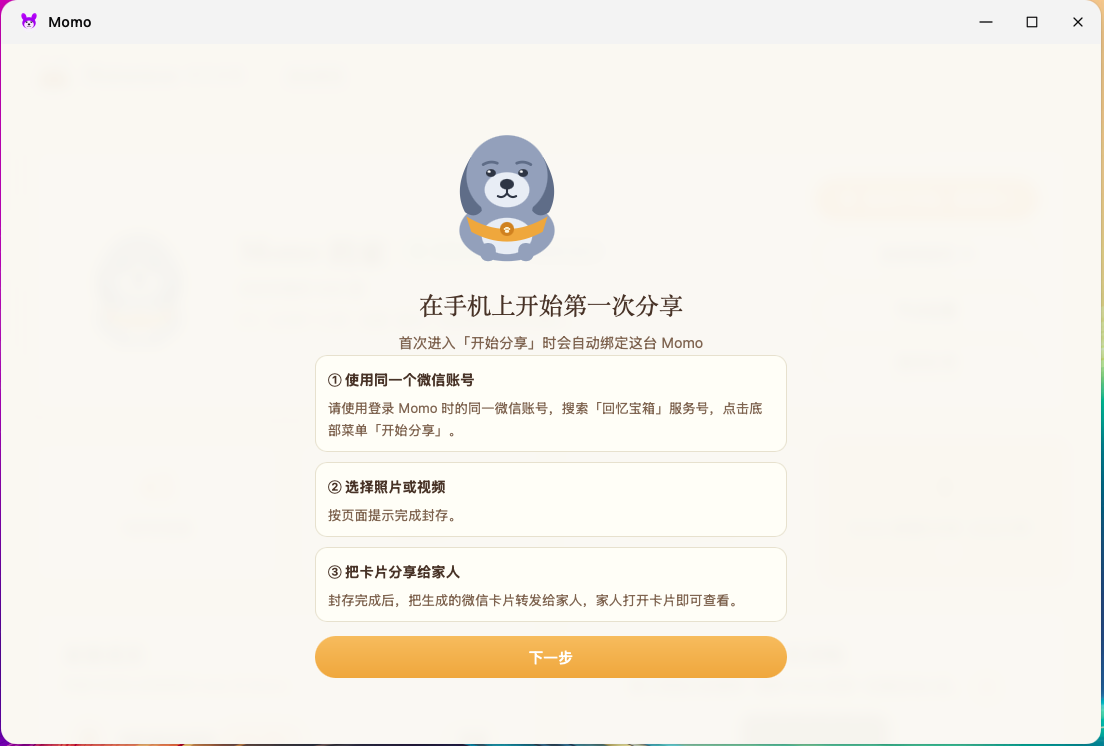 Momo
在手机上开始第一次分享
首次进入「开始分享」时会自动绑定这台 Momo
① 使用同一个微信账号
请使用登录 Momo 时的同一微信账号，搜索「回忆宝箱」服务号，点击底
部菜单「开始分享」。
② 选择照片或视频
按页面提示完成封存。
③ 把卡片分享给家人
封存完成后，把生成的微信卡片转发给家人，家人打开卡片即可查看。
下一步